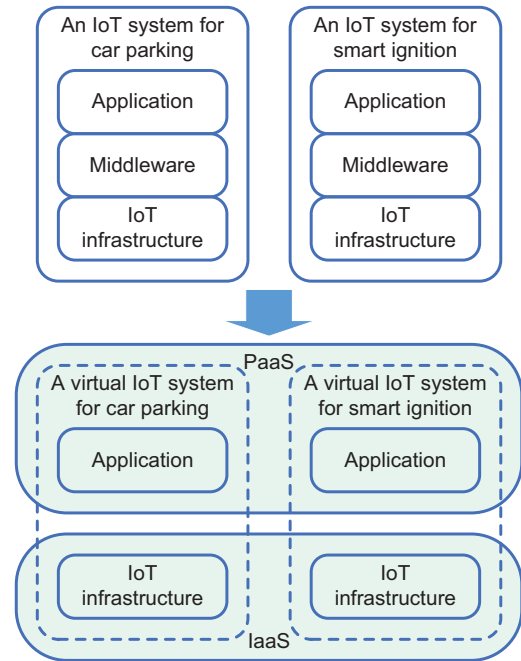 An IoT system for
car parking
Application
Middleware
IoT
infrastructure
An IoT system for
smart ignition
Application
Middleware
IoT
infrastructure
PaaS
A virtual IoT system
for car parking
Application
A virtual IoT system
for smart ignition
Application
IoT
infrastructure
IoT
infrastructure
IaaS